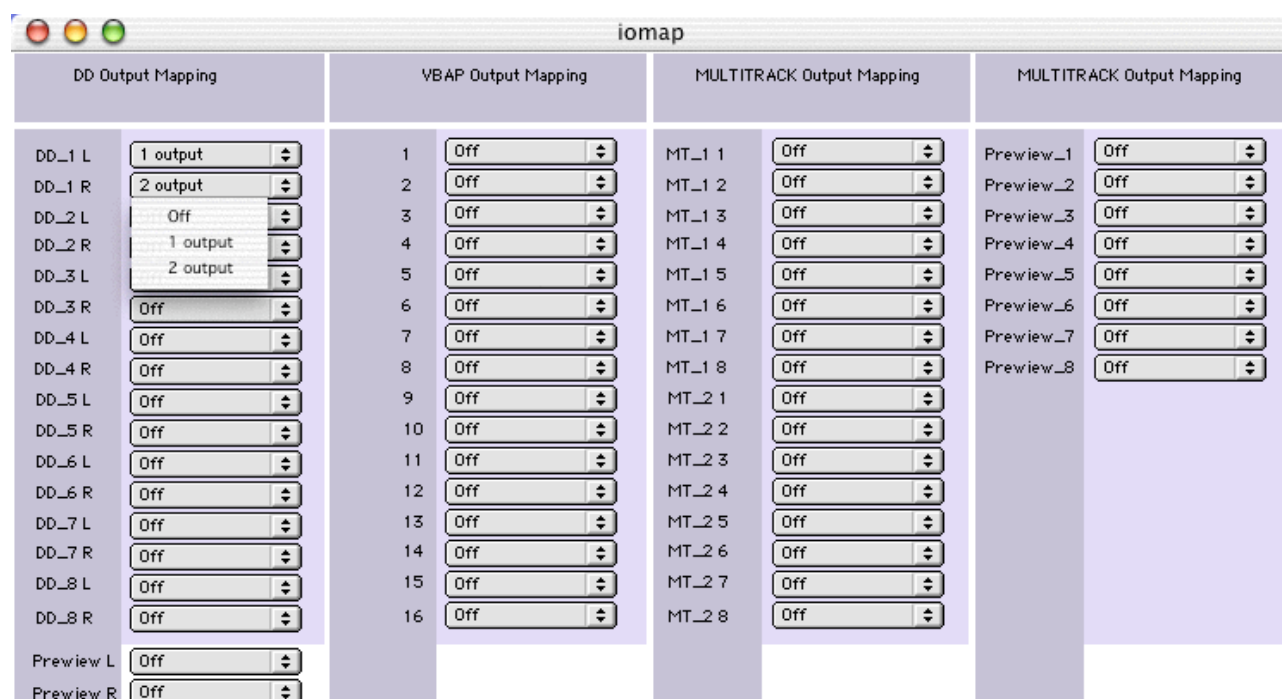 iomap
DD Output Mapping
VBAP Output Mapping
MULTITRACK Output Mapping
MULTITRACK Output Mapping
DD_1 L 1 output
DD_1 R 2 output
DD_2 L
DD_2 R
DD_3 L
Off
1 output
2 output
DD_3 R Off
DD_4 L Off
DD_4 R Off
DD_5 L Off
DD_5 R Off
DD_6 L Off
DD_6 R Off
DD_7 L Off
DD_7 R Off
DD_8 L Off
DD_8 R Off
Prewiew L Off
Prewiew R Off
1 Off
2 Off
3 Off
4 Off
5 Off
6 Off
7 Off
8 Off
9 Off
10 Off
11 Off
12 Off
13 Off
14 Off
15 Off
16 Off
MT_1 1 Off
MT_1 2 Off
MT_1 3 Off
MT_1 4 Off
MT_1 5 Off
MT_1 6 Off
MT_1 7 Off
MT_1 8 Off
MT_2 1 Off
MT_2 2 Off
MT_2 3 Off
MT_2 4 Off
MT_2 5 Off
MT_2 6 Off
MT_2 7 Off
MT_2 8 Off
Prewiew_1 Off
Prewiew_2 Off
Prewiew_3 Off
Prewiew_4 Off
Prewiew_5 Off
Prewiew_6 Off
Prewiew_7 Off
Prewiew_8 Off